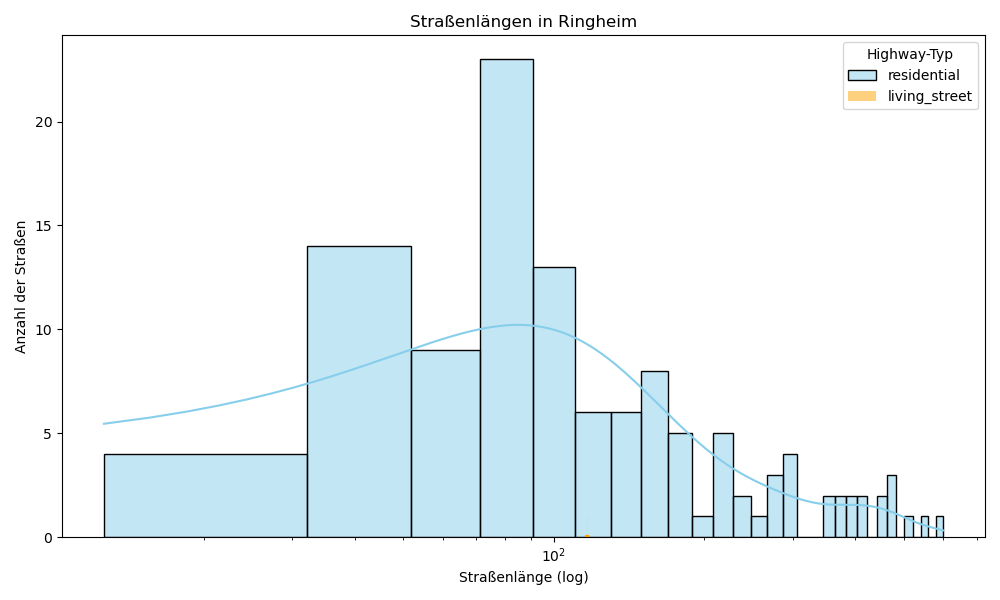 Straßenlängen in Ringheim
Highway-Typ
residential
living_street
Anzahl der Straßen
20
15
10
5
0
10²
Straßenlänge (log)